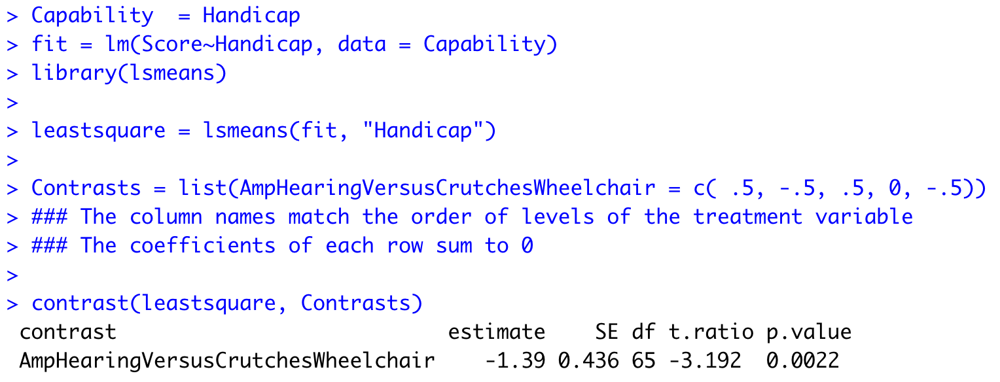 > Capability  = Handicap
> fit = lm(Score~Handicap, data = Capability)
> library(lsmeans)
>
> leastsquare = lsmeans(fit, "Handicap")
>
> Contrasts = list(AmpHearingVersusCrutchesWheelchair = c( .5, -.5, .5, 0, -.5))
> ### The column names match the order of levels of the treatment variable
> ### The coefficients of each row sum to 0
>
> contrast(leastsquare, Contrasts)
 contrast                           estimate    SE df t.ratio p.value
 AmpHearingVersusCrutchesWheelchair    -1.39 0.436 65 -3.192  0.0022